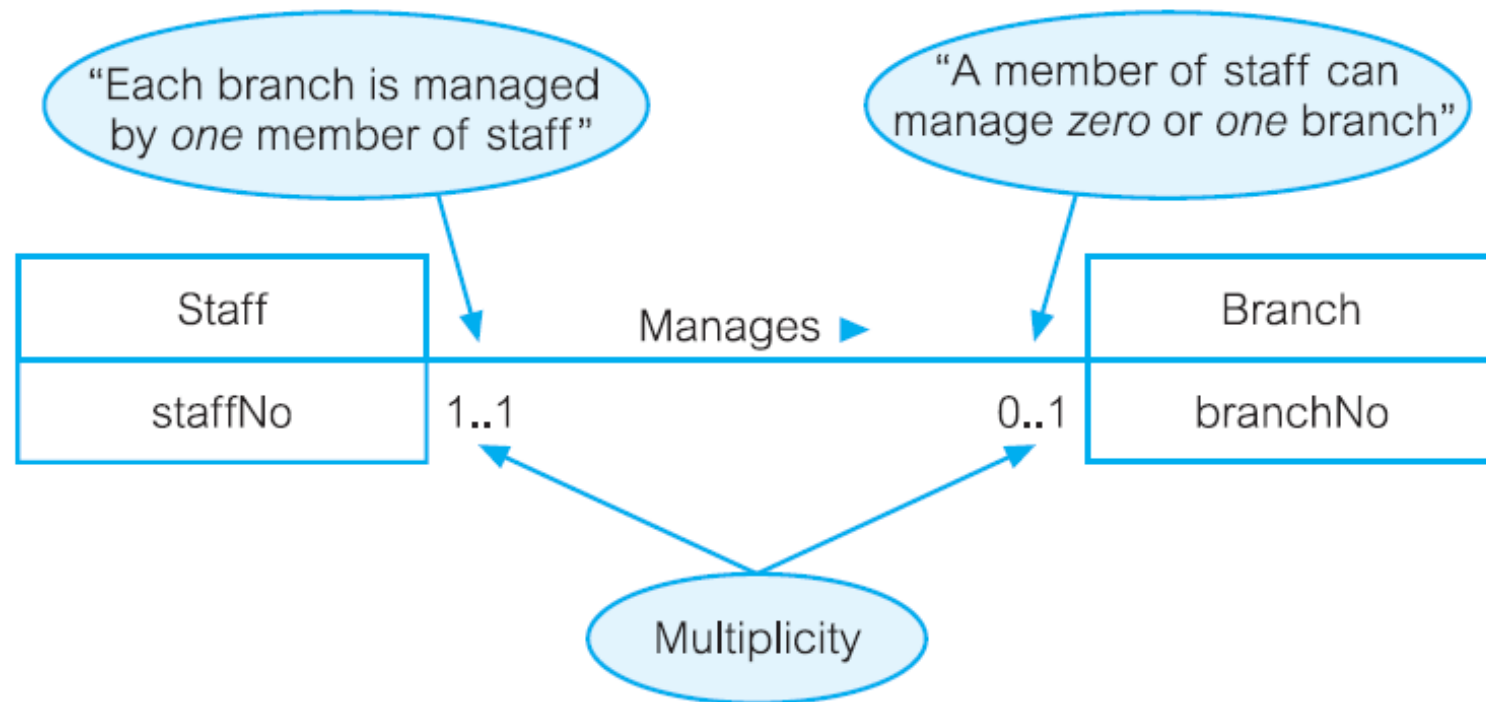 “Each branch is managed
by one member of staff”
“A member of staff can
manage zero or one branch”
Staff
Manages ►
Branch
staffNo
1..1
0..1
branchNo
Multiplicity